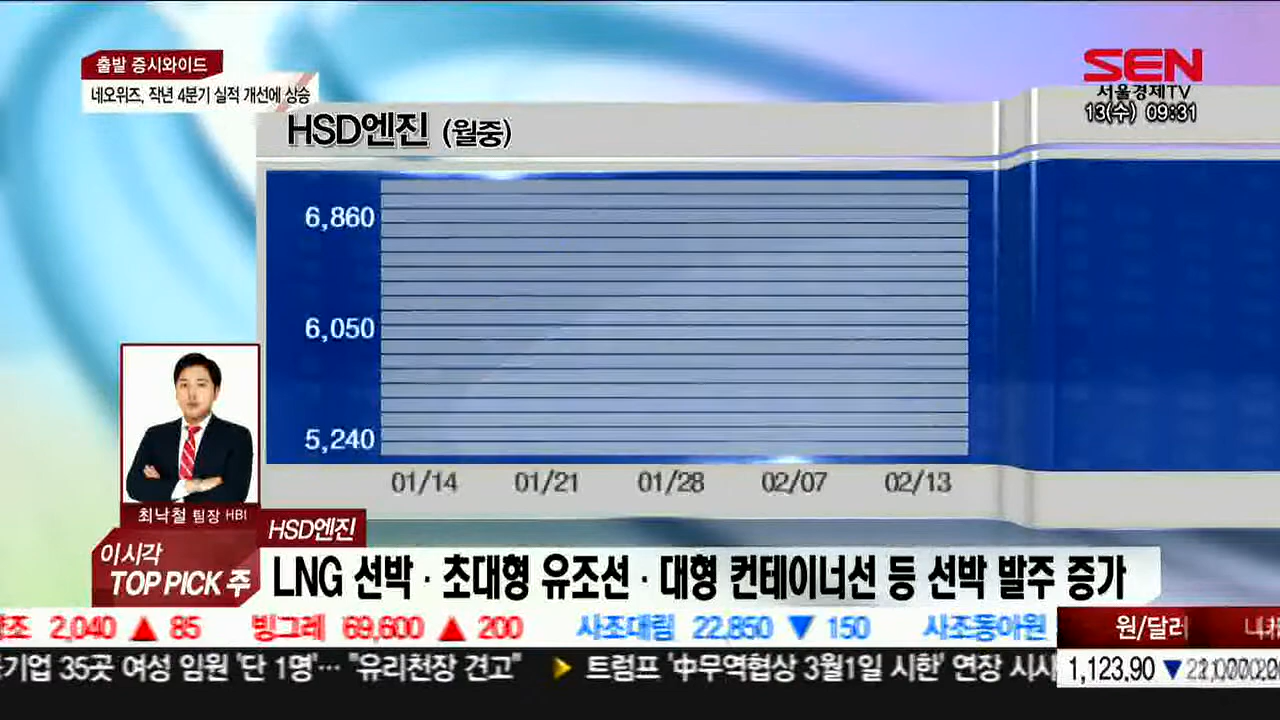 출발 증시와이드
네오위즈, 작년 4분기 실적 개선에 상승
SEN
서울경제TV
13(수) 09:31
HSD엔진 (월중)
6,860
6,050
5,240
01/14 01/21 01/28 02/07 02/13
최낙철 팀장 HBI
HSD엔진
이시각
TOP PICK 주
LNG 선박·초대형 유조선·대형 컨테이너선 등 선박 발주 증가
2,040 ▲ 85 빙그레 69,600 ▲ 200 사조대림 22,850 ▼ 150 사조동아원
원/달러
기업 35곳 여성 임원 '단 1명'… "유리천장 견고" ▶ 트럼프 '中무역협상 3월1일 시한' 연장 시사
1,123.90 ▼